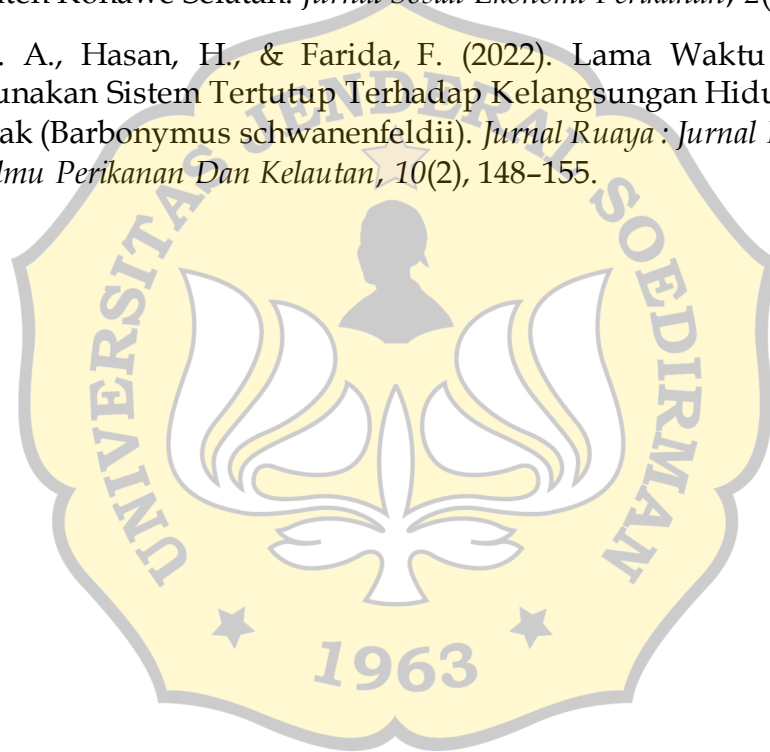 ten Konawe Selatan. Jurnal Sosial Ekonomi Perikanan, 2(
. A., Hasan, H., & Farida, F. (2022). Lama Waktu
unakan Sistem Tertutup Terhadap Kelangsungan Hidu
ak (Barbonymus schwanenfeldii). Jurnal Ruaya : Jurnal
lmu Perikanan Dan Kelautan, 10(2), 148–155.
UNIVERSITAS JENDERAL SOEDIRMAN
1963